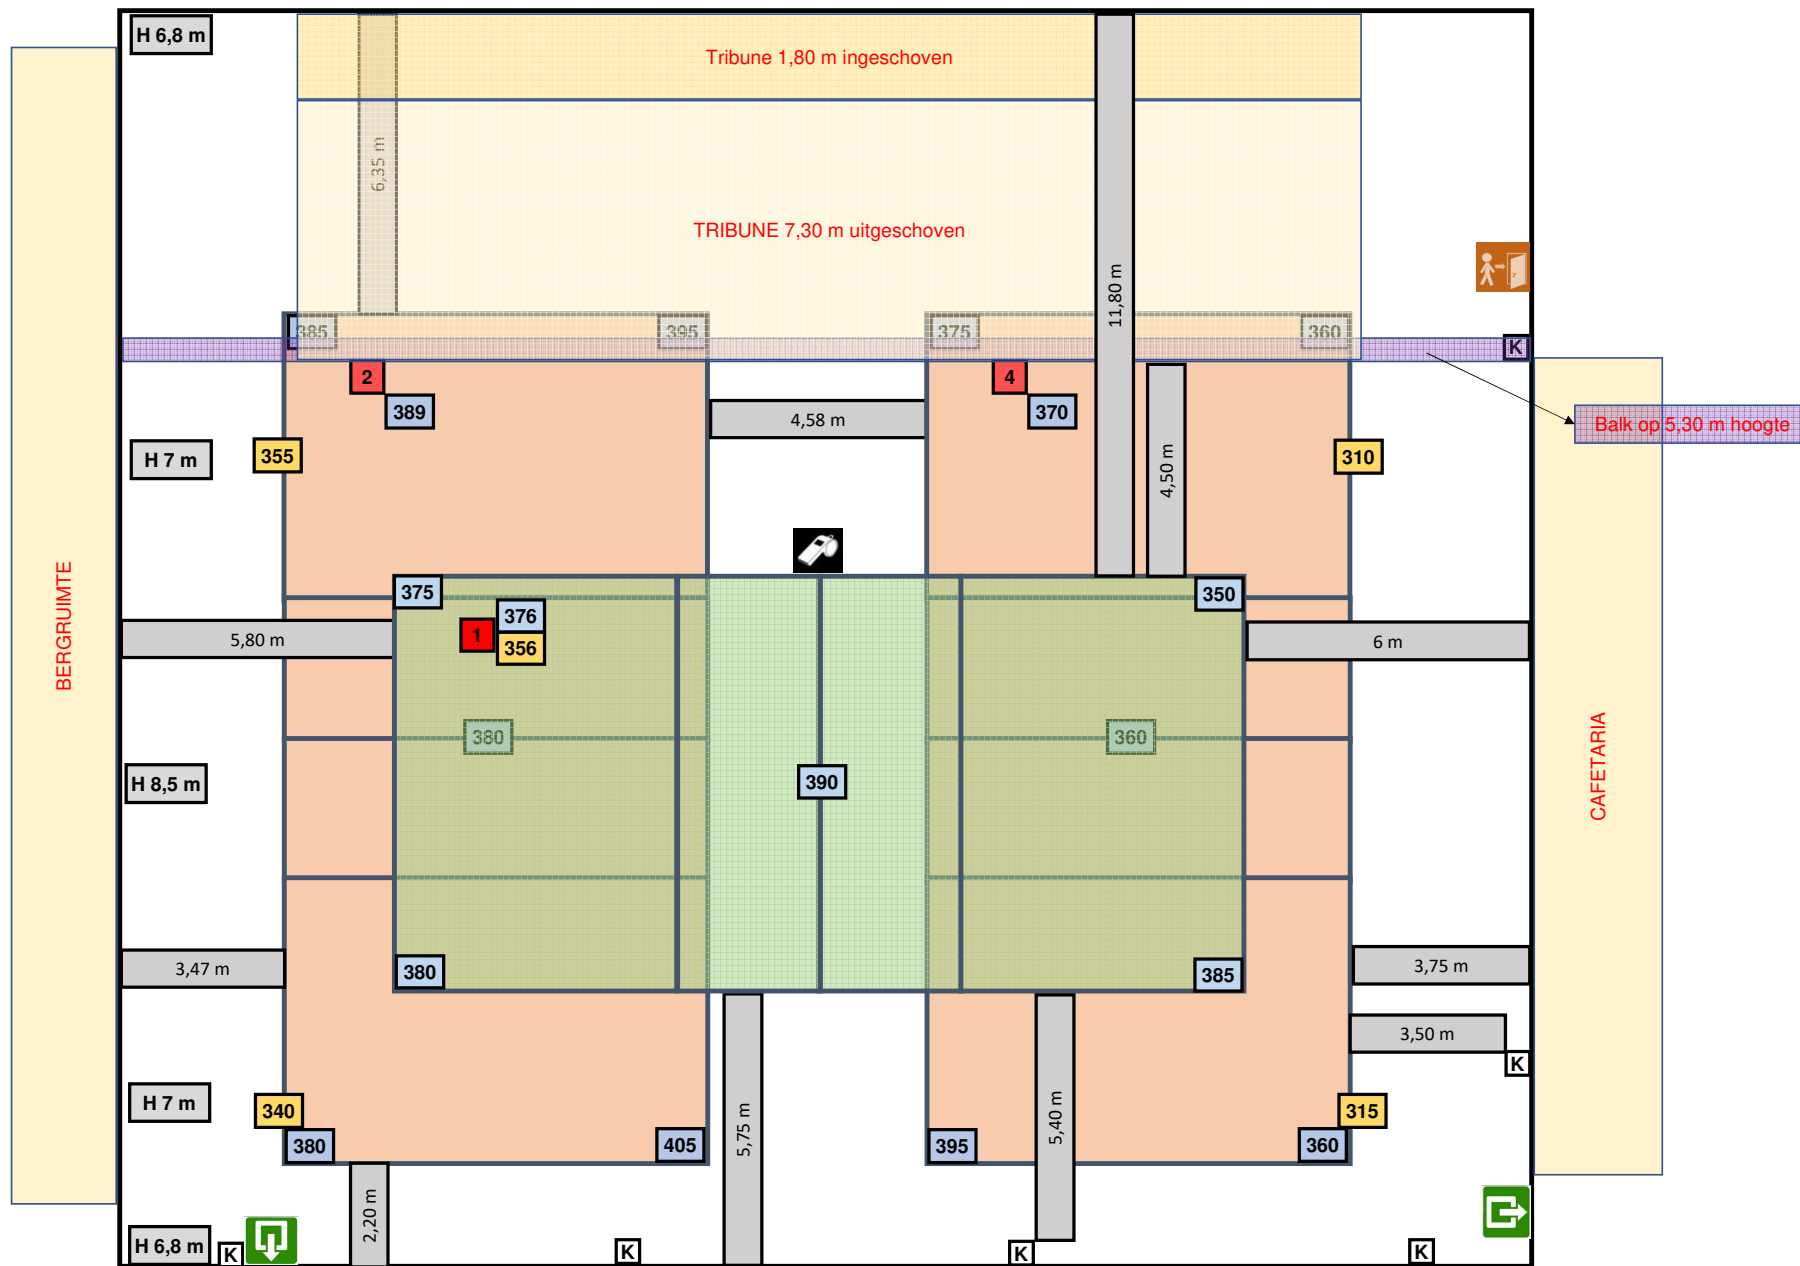 H 6,8 m
Tribune 1,80 m ingeschoven
6,35 m
TRIBUNE 7,30 m uitgeschoven
11,80 m
385
395
375
360
K
2
389
4
370
4,58 m
4,50 m
Balk op 5,30 m hoogte
355
H 7 m
310
BERGRUIMTE
375
376
1
356
350
5,80 m
6 m
380
360
390
H 8,5 m
CAFETARIA
380
385
3,47 m
3,75 m
3,50 m
K
H 7 m
340
380
405
5,75 m
395
5,40 m
315
360
2,20 m
H 6,8 m
K
K
K
K